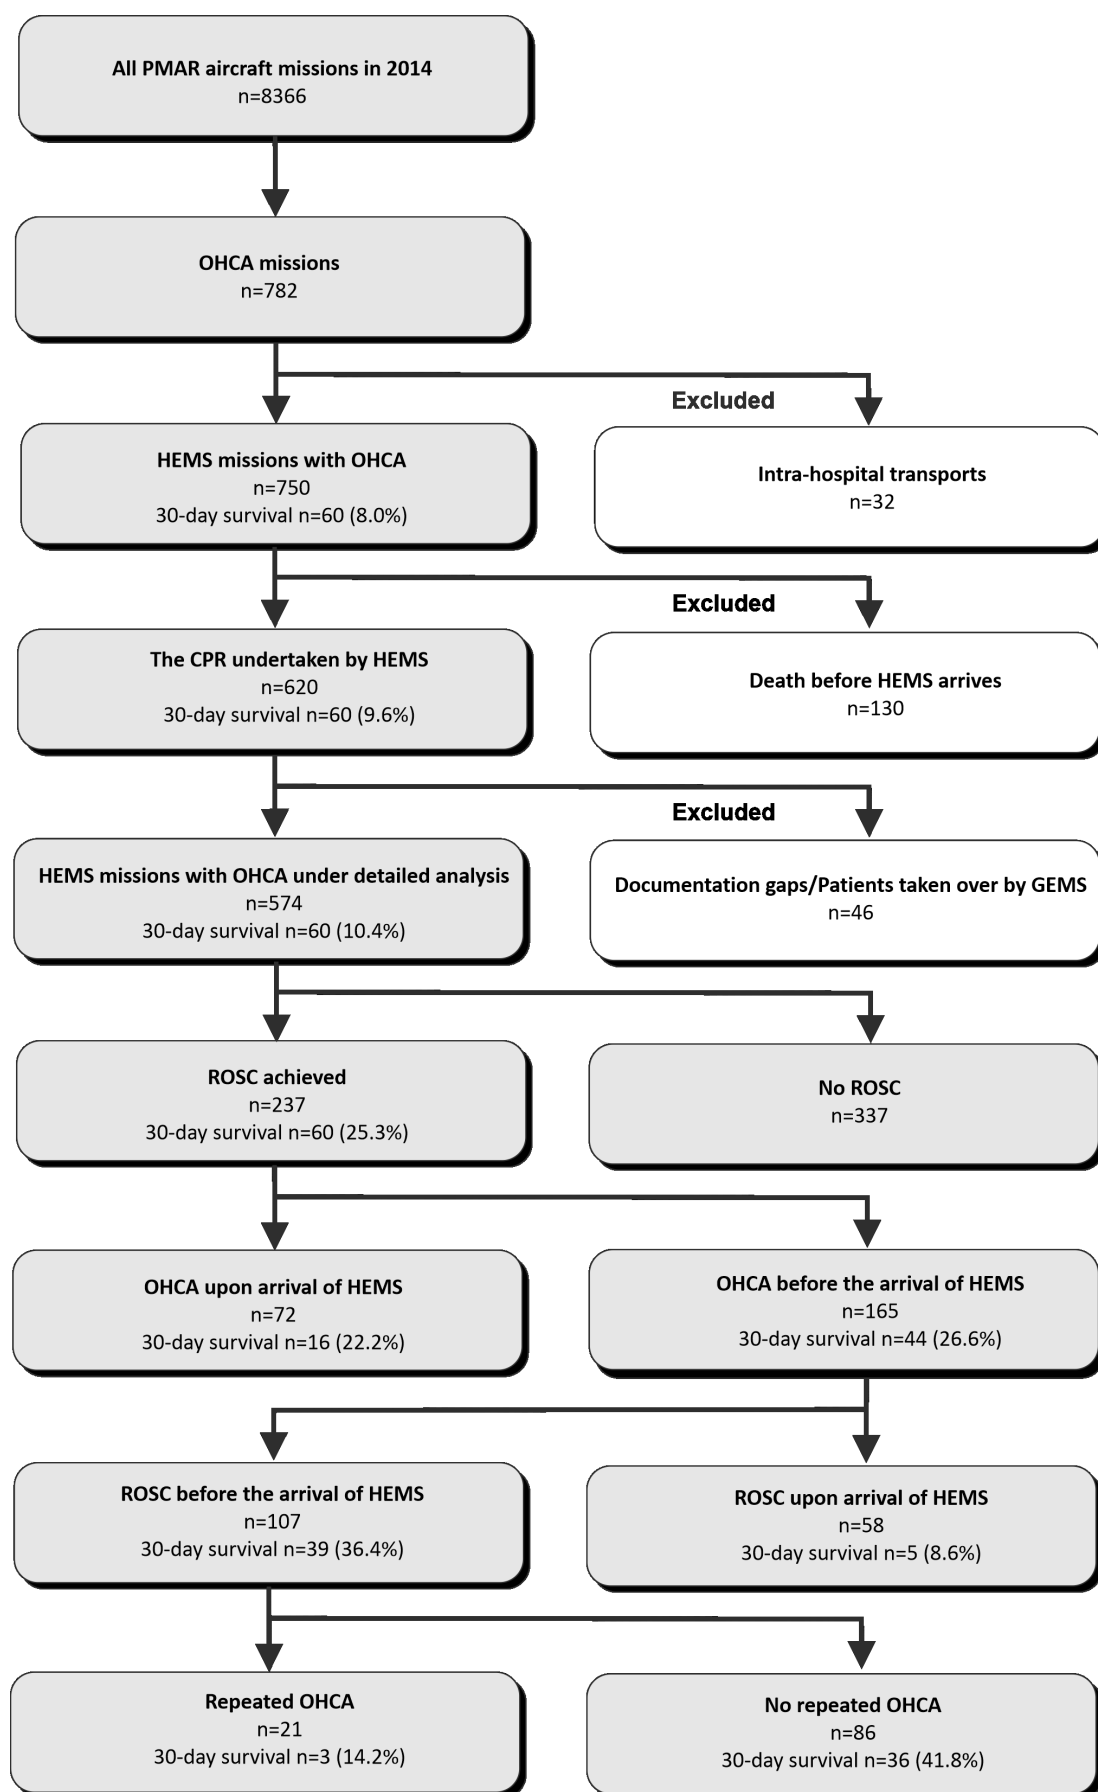 All PMAR aircraft missions in 2014
n=8366
OHCA missions
n=782
Excluded
HEMS missions with OHCA
n=750
30-day survival n=60 (8.0%)
Intra-hospital transports
n=32
Excluded
The CPR undertaken by HEMS
n=620
30-day survival n=60 (9.6%)
Death before HEMS arrives
n=130
Excluded
HEMS missions with OHCA under detailed analysis
n=574
30-day survival n=60 (10.4%)
Documentation gaps/Patients taken over by GEMS
n=46
ROSC achieved
n=237
30-day survival n=60 (25.3%)
No ROSC
n=337
OHCA upon arrival of HEMS
n=72
30-day survival n=16 (22.2%)
OHCA before the arrival of HEMS
n=165
30-day survival n=44 (26.6%)
ROSC before the arrival of HEMS
n=107
30-day survival n=39 (36.4%)
ROSC upon arrival of HEMS
n=58
30-day survival n=5 (8.6%)
Repeated OHCA
n=21
30-day survival n=3 (14.2%)
No repeated OHCA
n=86
30-day survival n=36 (41.8%)